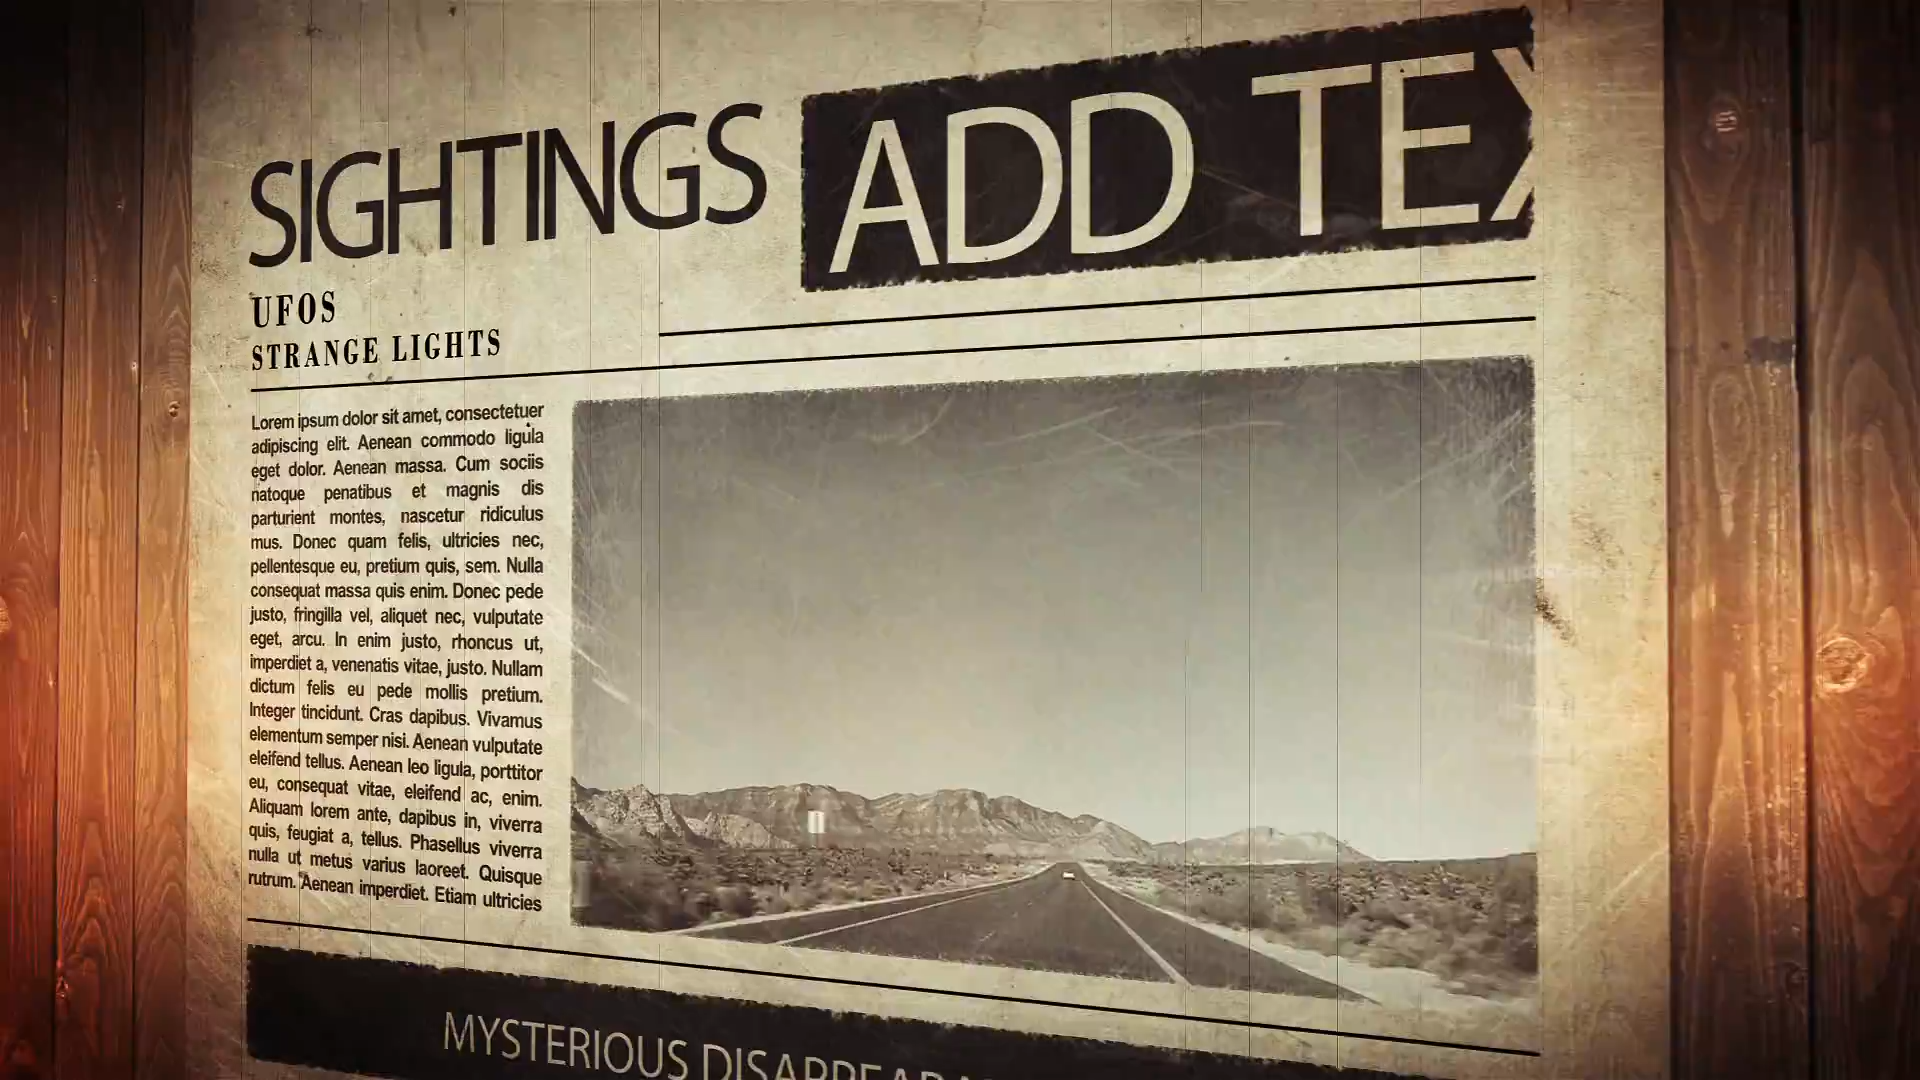 SIGHTINGS ADD TEX
UFOS
STRANGE LIGHTS
Lorem ipsum dolor sit amet, consectetuer
adipiscing elit. Aenean commodo ligula
eget dolor. Aenean massa. Cum sociis
natoque penatibus et magnis dis
parturient montes, nascetur ridiculus
mus. Donec quam felis, ultricies nec,
pellentesque eu, pretium quis, sem. Nulla
consequat massa quis enim. Donec pede
justo, fringilla vel, aliquet nec, vulputate
eget, arcu. In enim justo, rhoncus ut,
imperdiet a, venenatis vitae, justo. Nullam
dictum felis eu pede mollis pretium.
Integer tincidunt. Cras dapibus. Vivamus
elementum semper nisi. Aenean vulputate
eleifend tellus. Aenean leo ligula, porttitor
eu, consequat vitae, eleifend ac, enim.
Aliquam lorem ante, dapibus in, viverra
quis, feugiat a, tellus. Phasellus viverra
nulla ut metus varius laoreet. Quisque
rutrum. Aenean imperdiet. Etiam ultricies
MYSTERIOUS DISAPPEARA